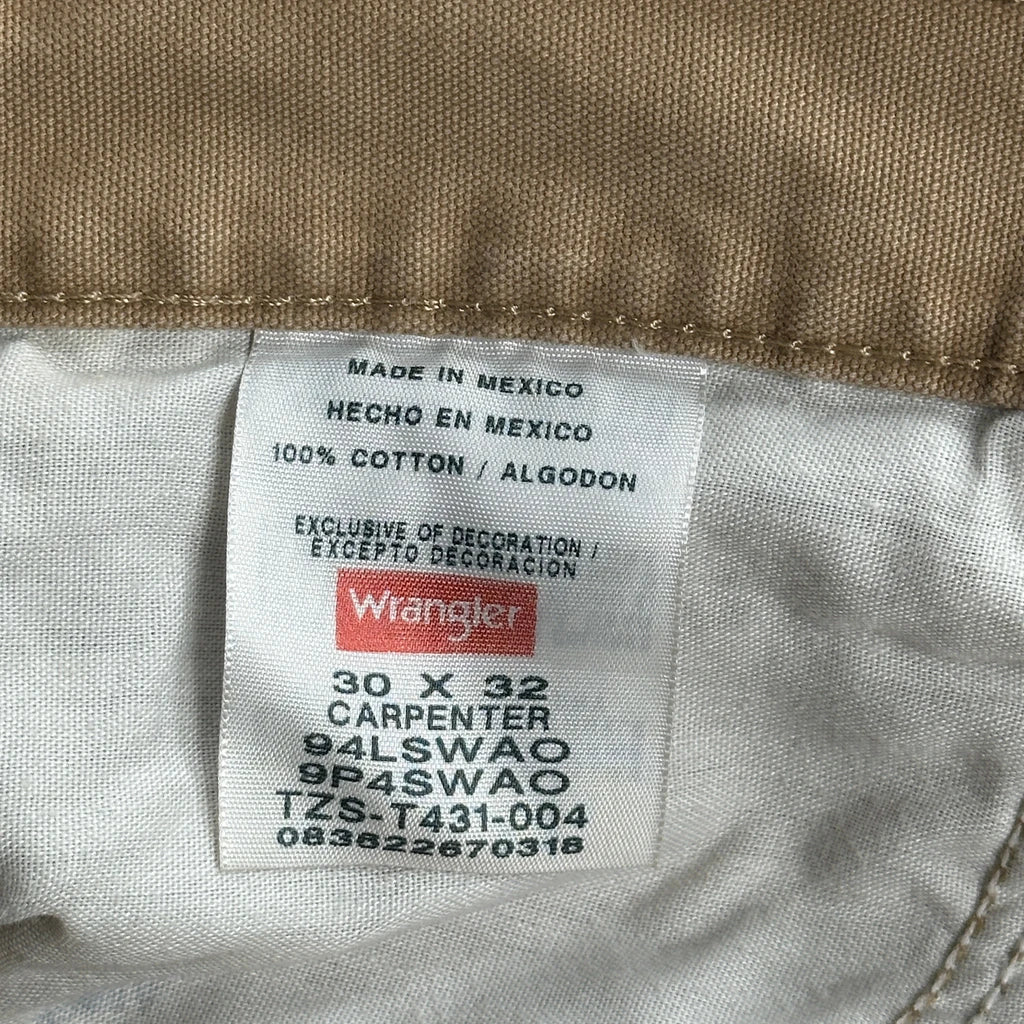 MADE IN MEXICO
HECHO EN MEXICO
100% COTTON / ALGODON
EXCLUSIVE OF DECORATION /
EXCEPTO DECORACION
Wrangler
30 X 32
CARPENTER
94LSWAO
9P4SWAO
TZS-T431-004
083622670318